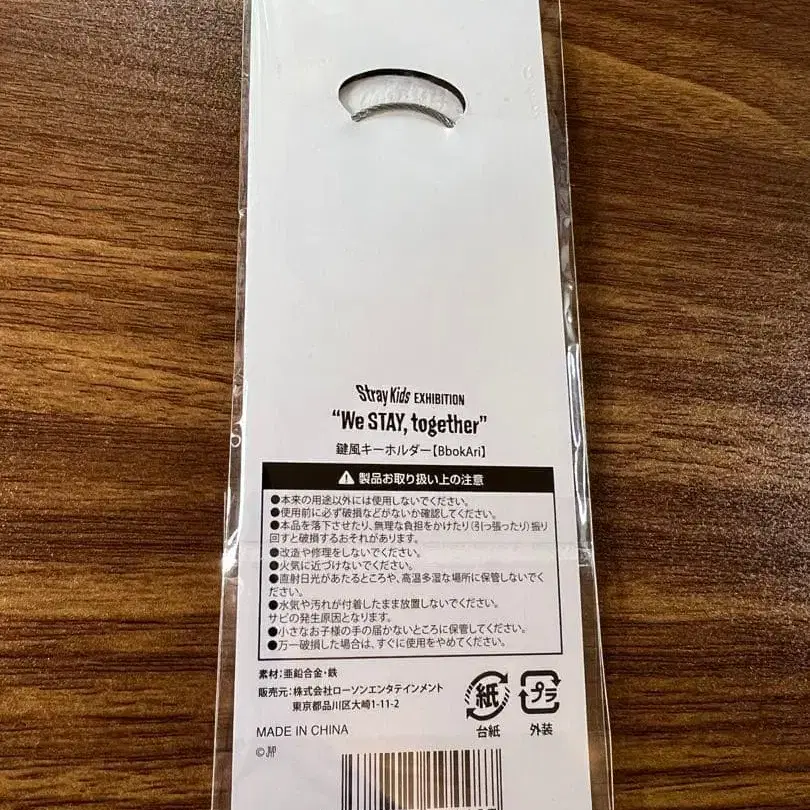 Stray Kids EXHIBITION
“We STAY, together”
鍵風キーホルダー【BbokAri】
製品お取り扱い上の注意
●本来の用途以外には使用しないでください。
●使用前に必ず破損などがないか確認してください。
●本品を落下させたり、無理な負担をかけたり(引っ張ったり)振り
回すと破損するおそれがあります。
●改造や修理をしないでください。
●火気に近づけないでください。
●直射日光があたるところや、高温多湿な場所に保管しないでく
ださい。
●水気や汚れが付着したまま放置しないでください。
サビの発生原因となります。
●小さなお子様の手の届かないところに保管してください。
●万一破損した場合は、すぐに使用をやめてください。
素材：亜鉛合金・鉄
販売元：株式会社ローソンエンタテインメント
東京都品川区大崎1-11-2
紙 プラ
台紙 外装
MADE IN CHINA
© JYP